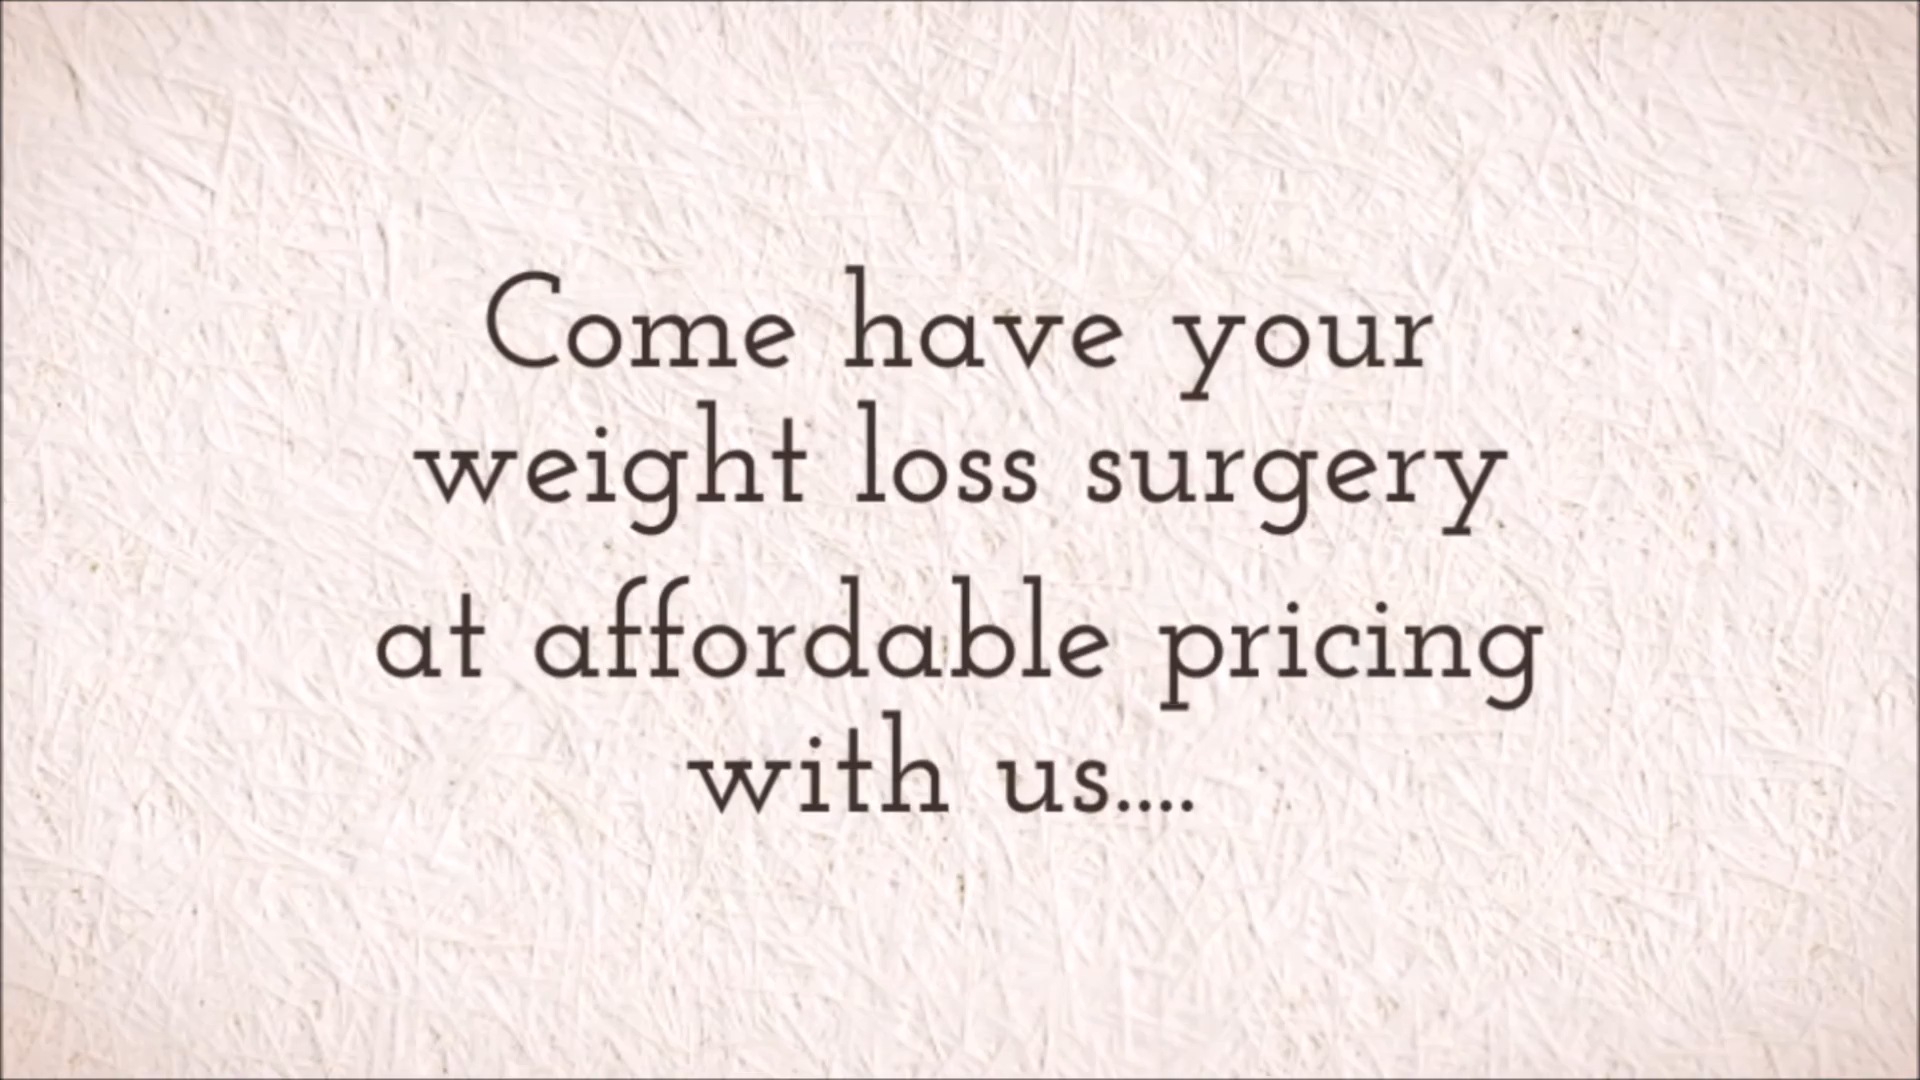 Come have your
weight loss surgery
at affordable pricing
with us....